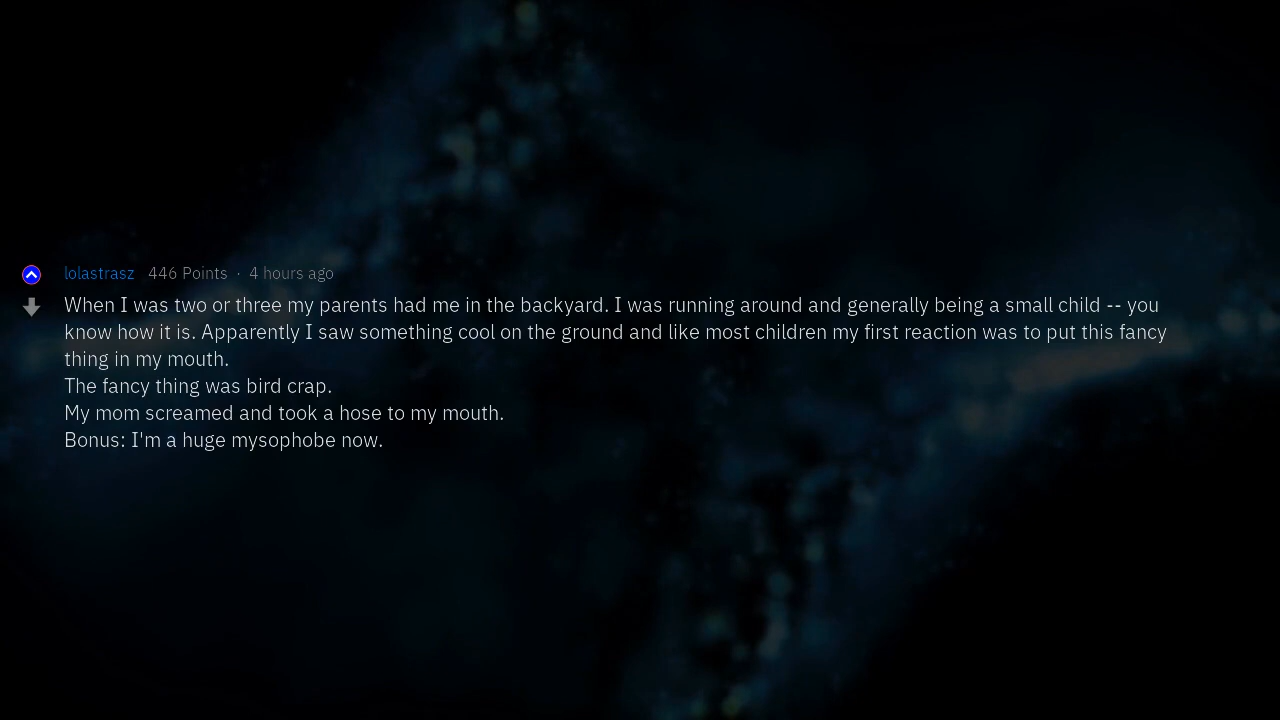 lolastrasz 446 Points · 4 hours ago
When I was two or three my parents had me in the backyard. I was running around and generally being a small child -- you
know how it is. Apparently I saw something cool on the ground and like most children my first reaction was to put this fancy
thing in my mouth.
The fancy thing was bird crap.
My mom screamed and took a hose to my mouth.
Bonus: I'm a huge mysophobe now.